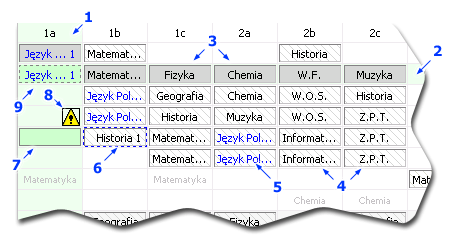 1
1a 1b 1c 2a 2b 2c
Język ... 1 Matemat... 3 Historia
2
Język ... 1 Matemat... Fizyka Chemia W.F. Muzyka
9 8 Język Pol... Geografia Chemia W.O.S. Historia
Język Pol... Historia Muzyka W.O.S. Z.P.T.
Historia 1 Matemat... Język Pol... Informat... Z.P.T.
7 6 Matemat... Język Pol... Informat... Z.P.T.
5 4
Matematyka Matematyka
Chemia Chemia